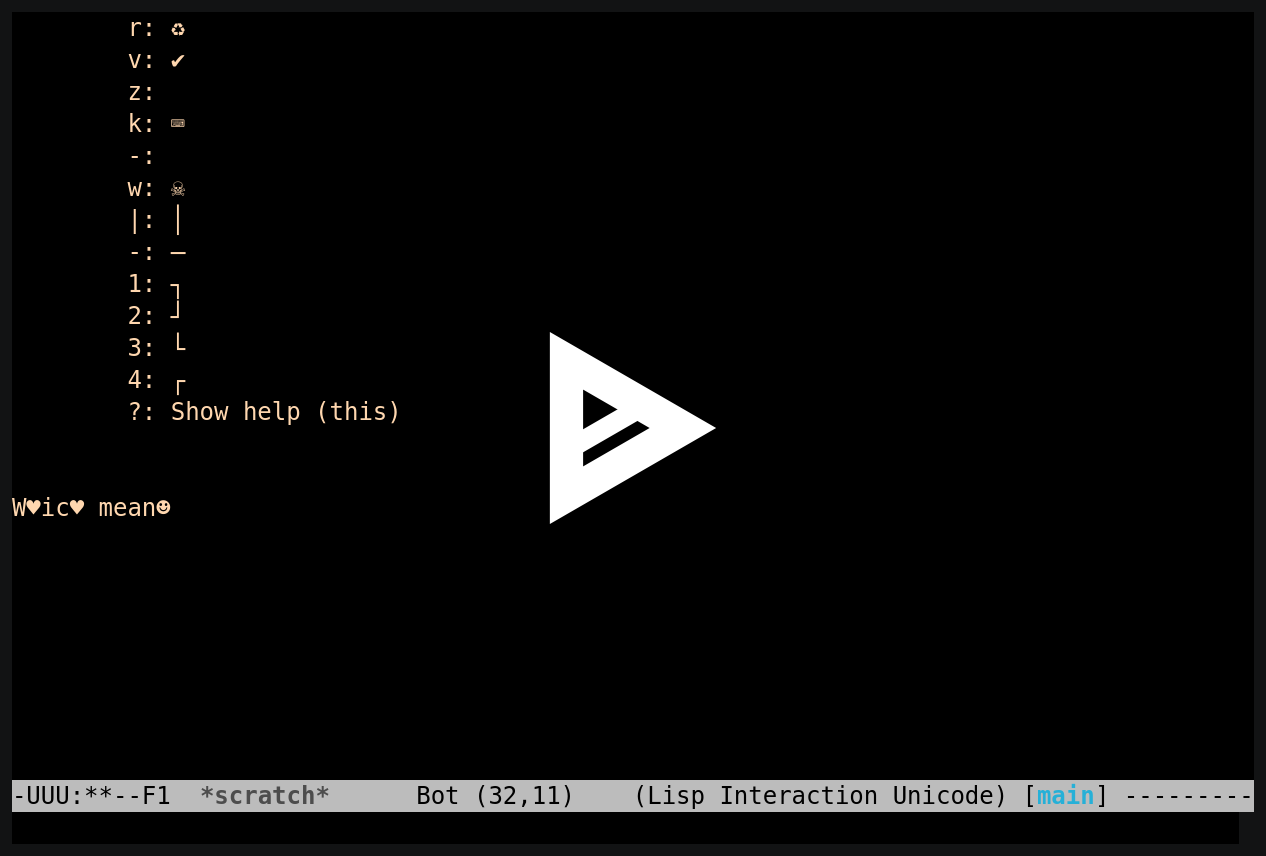 r: ♻
v: ✔
z:
k: ⌨
-:
w: ☠
|: │
-: ─
1: ┐
2: ┘
3: └
4: ┌
?: Show help (this)
W♥ic♥ mean☻
-UUU:**--F1  *scratch*      Bot (32,11)    (Lisp Interaction Unicode) [main] ---------